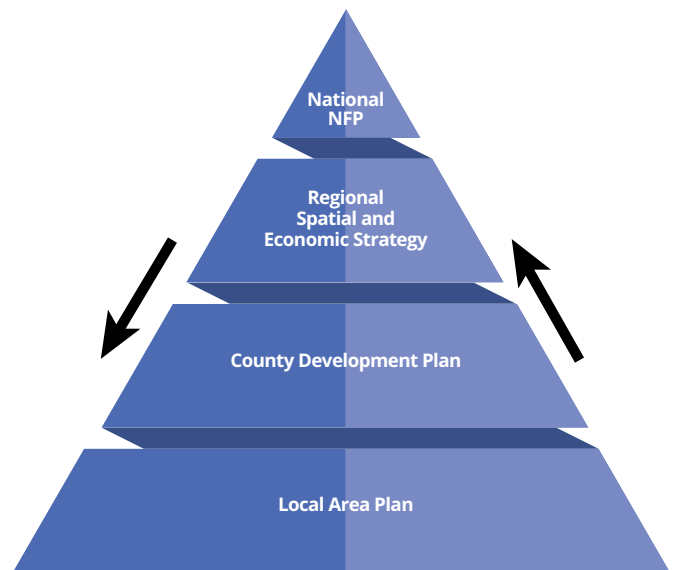 National
NFP
Regional
Spatial and
Economic Strategy
County Development Plan
Local Area Plan